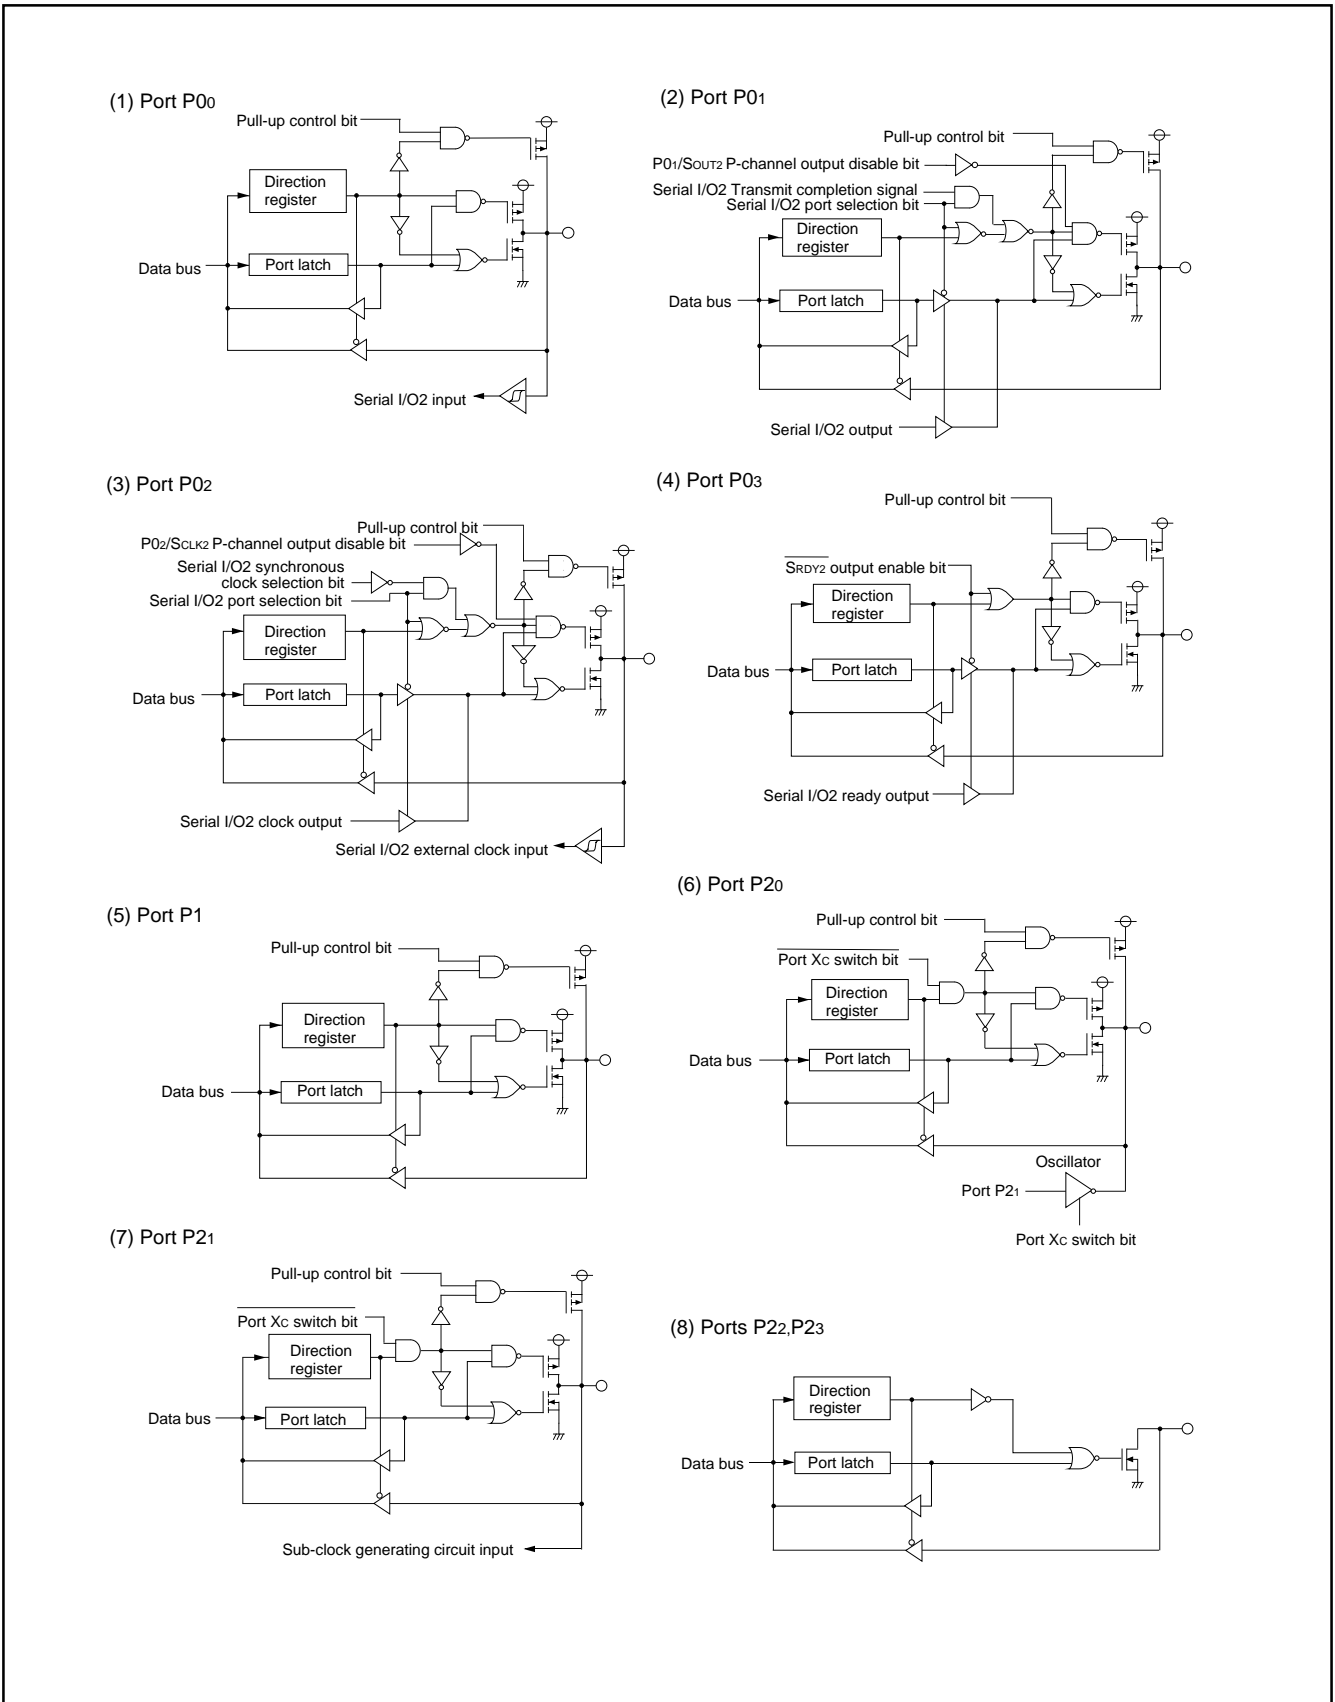 (1) Port P00
Pull-up control bit
Direction
register
Data bus
Port latch
Serial I/O2 input
(2) Port P01
Pull-up control bit
P01/SOUT2 P-channel output disable bit
Serial I/O2 Transmit completion signal
Serial I/O2 port selection bit
Direction
register
Data bus
Port latch
Serial I/O2 output
(3) Port P02
Pull-up control bit
P02/SCLK2 P-channel output disable bit
Serial I/O2 synchronous
clock selection bit
Serial I/O2 port selection bit
Direction
register
Data bus
Port latch
Serial I/O2 clock output
Serial I/O2 external clock input
(4) Port P03
Pull-up control bit
SRDY2 output enable bit
Direction
register
Data bus
Port latch
Serial I/O2 ready output
(5) Port P1
Pull-up control bit
Direction
register
Data bus
Port latch
(6) Port P20
Pull-up control bit
Port XC switch bit
Direction
register
Data bus
Port latch
Oscillator
Port P21
Port XC switch bit
(7) Port P21
Pull-up control bit
Port XC switch bit
Direction
register
Data bus
Port latch
Sub-clock generating circuit input
(8) Ports P22,P23
Direction
register
Data bus
Port latch